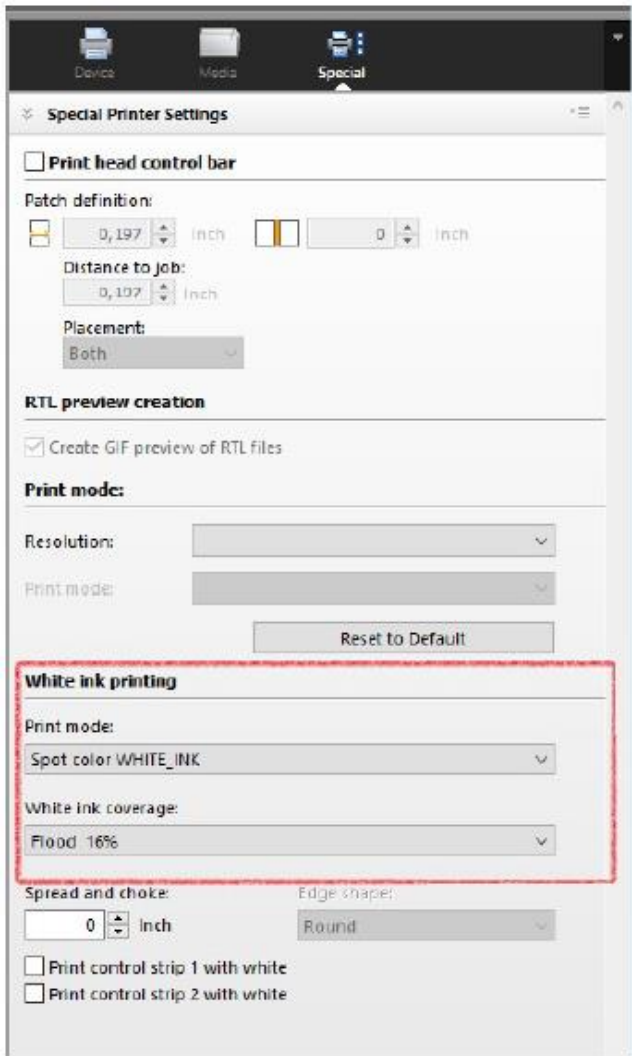 Device Media Special
Special Printer Settings
Print head control bar
Patch definition:
0,197 Inch 0 Inch
Distance to job:
0,197 Inch
Placement:
Both
RTL preview creation
Create GIF preview of RTL files
Print mode:
Resolution:
Print mode:
Reset to Default
White ink printing
Print mode:
Spot color WHITE_INK
White ink coverage:
Flood 16%
Spread and choke: Edge shape:
0 Inch Round
Print control strip 1 with white
Print control strip 2 with white